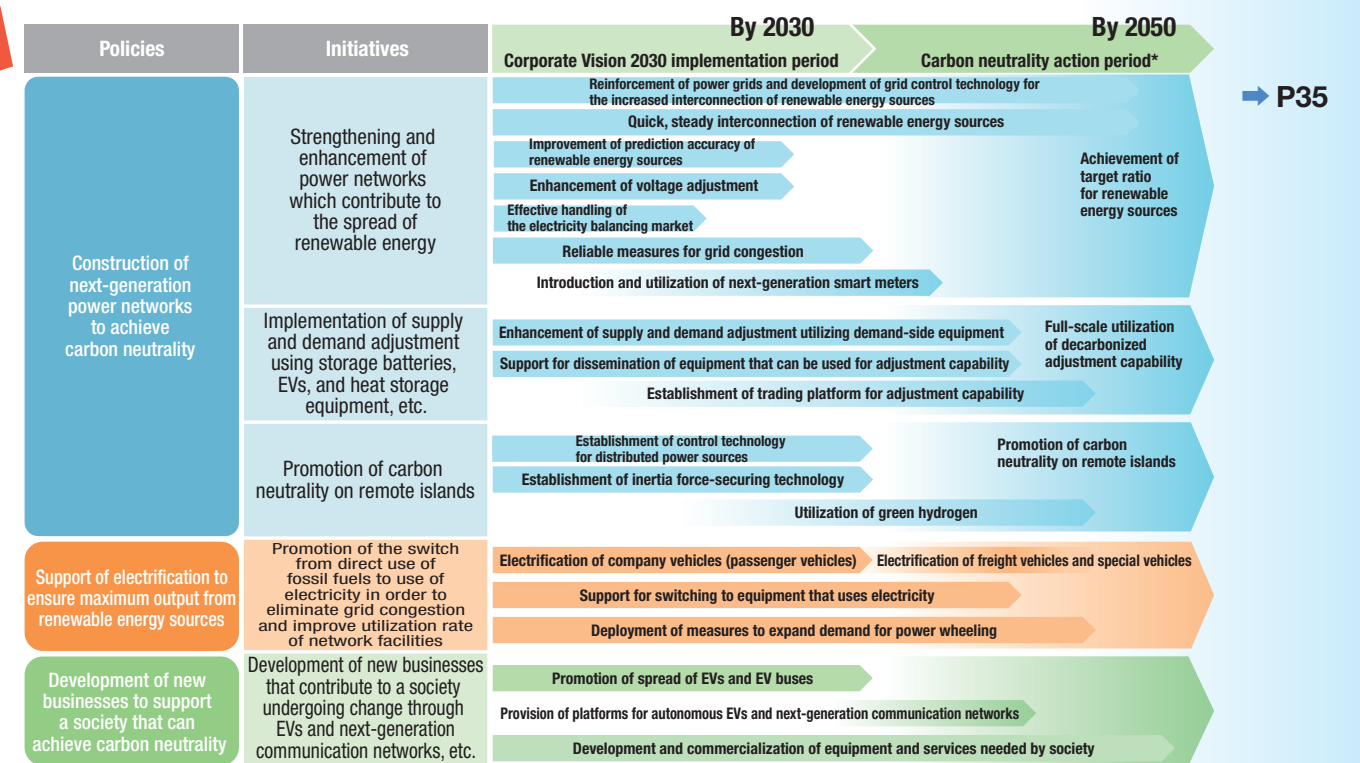 Policies
Initiatives
By 2030
Corporate Vision 2030 implementation period
By 2050
Carbon neutrality action period*
P35
Construction of
next-generation
power networks
to achieve
carbon neutrality
Strengthening and
enhancement of
power networks
which contribute to
the spread of
renewable energy
Reinforcement of power grids and development of grid control technology for
the increased interconnection of renewable energy sources
Quick, steady interconnection of renewable energy sources
Improvement of prediction accuracy of
renewable energy sources
Enhancement of voltage adjustment
Effective handling of
the electricity balancing market
Reliable measures for grid congestion
Introduction and utilization of next-generation smart meters
Achievement of
target ratio
for renewable
energy sources
Implementation of supply
and demand adjustment
using storage batteries,
EVs, and heat storage
equipment, etc.
Enhancement of supply and demand adjustment utilizing demand-side equipment
Support for dissemination of equipment that can be used for adjustment capability
Establishment of trading platform for adjustment capability
Full-scale utilization
of decarbonized
adjustment capability
Promotion of carbon
neutrality on remote islands
Establishment of control technology
for distributed power sources
Establishment of inertia force-securing technology
Utilization of green hydrogen
Promotion of carbon
neutrality on remote islands
Support of electrification to
ensure maximum output from
renewable energy sources
Promotion of the switch
from direct use of
fossil fuels to use of
electricity in order to
eliminate grid congestion
and improve utilization rate
of network facilities
Electrification of company vehicles (passenger vehicles)
Electrification of freight vehicles and special vehicles
Support for switching to equipment that uses electricity
Deployment of measures to expand demand for power wheeling
Development of new
businesses to support
a society that can
achieve carbon neutrality
Development of new businesses
that contribute to a society
undergoing change through
EVs and next-generation
communication networks, etc.
Promotion of spread of EVs and EV buses
Provision of platforms for autonomous EVs and next-generation communication networks
Development and commercialization of equipment and services needed by society